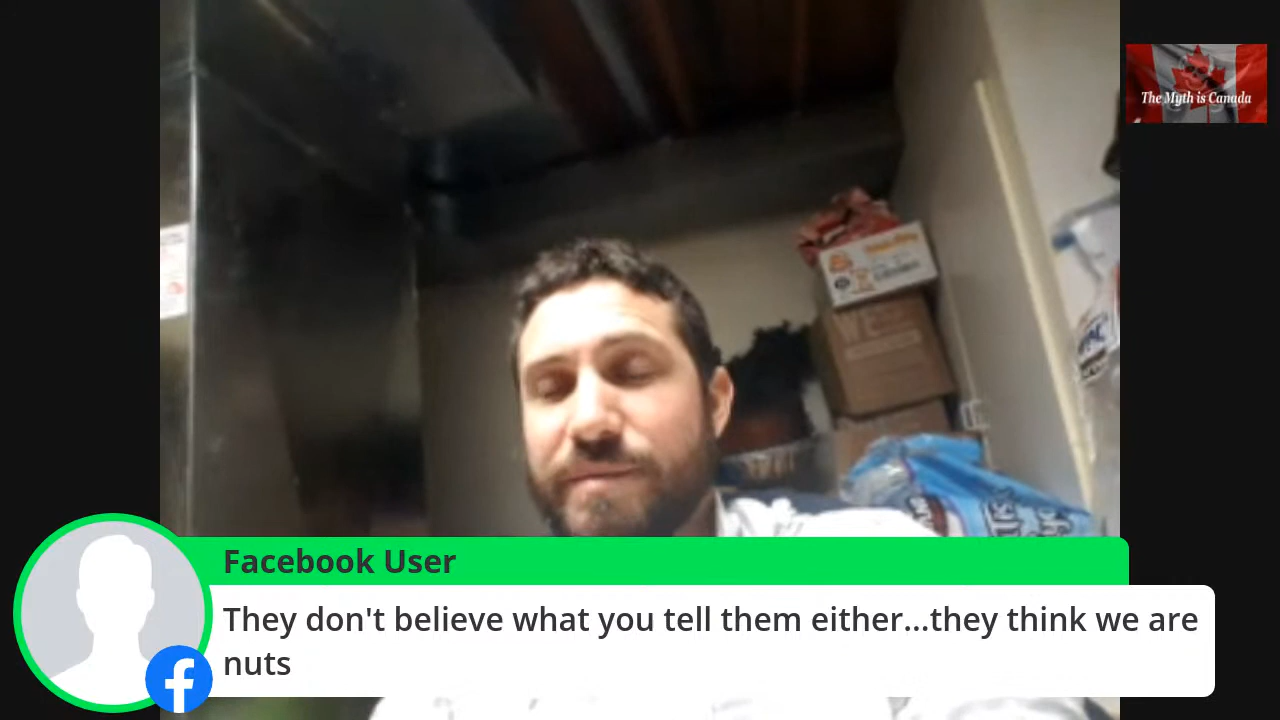 The Myth is Canada
Facebook User
They don't believe what you tell them either...they think we are
nuts